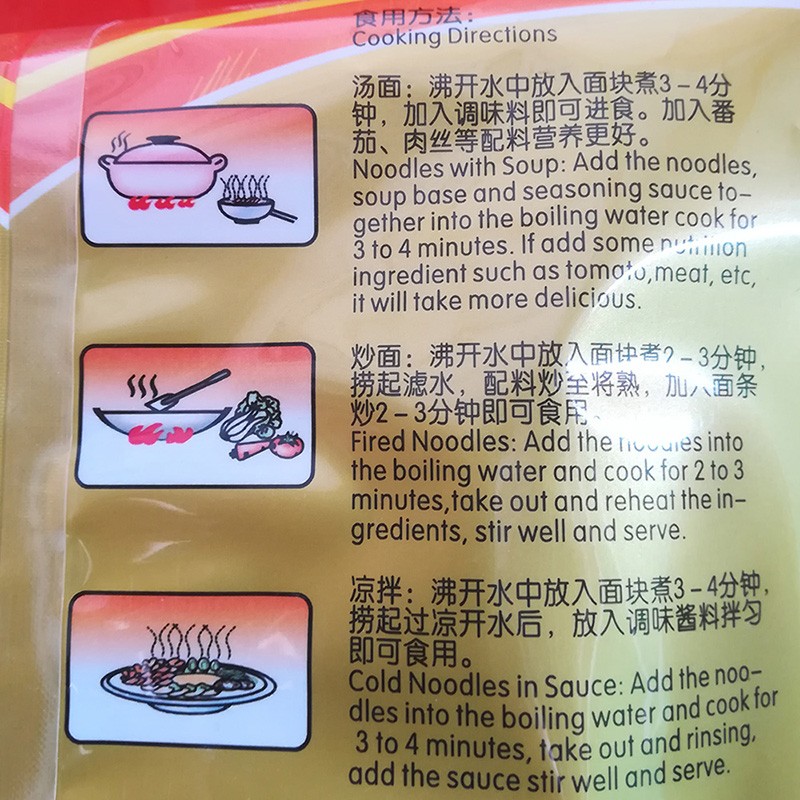 食用方法：
Cooking Directions
汤面：沸开水中放入面块煮3–4分
钟，加入调味料即可进食。加入番
茄、肉丝等配料营养更好。
Noodles with Soup: Add the noodles,
soup base and seasoning sauce to-
gether into the boiling water cook for
3 to 4 minutes. If add some nutrition
ingredient such as tomato,meat, etc,
it will take more delicious.
炒面：沸开水中放入面块煮2–3分钟，
捞起滤水，配料炒至将熟，加入面条
炒2–3分钟即可食用。
Fired Noodles: Add the noodles into
the boiling water and cook for 2 to 3
minutes,take out and reheat the in-
gredients, stir well and serve.
凉拌：沸开水中放入面块煮3–4分钟，
捞起过凉开水后，放入调味酱料拌匀
即可食用。
Cold Noodles in Sauce: Add the noo-
dles into the boiling water and cook for
3 to 4 minutes, take out and rinsing,
add the sauce stir well and serve.